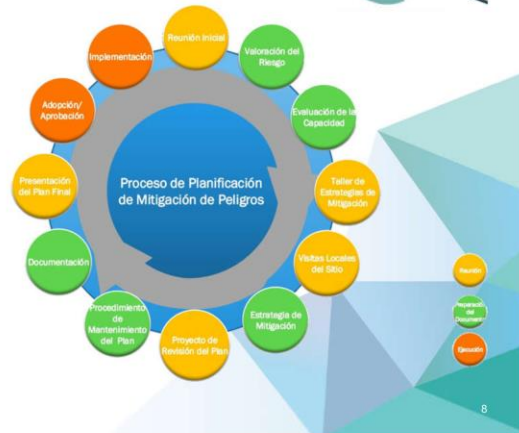 Reunión Inicial
Valoración del
Riesgo
Evaluación de la
Capacidad
Taller de
Estrategias de
Mitigación
Visitas Locales
del Sitio
Estrategia de
Mitigación
Proyecto de
Revisión del Plan
Procedimiento
de
Mantenimiento
del Plan
Documentación
Presentación
del Plan Final
Adopción/
Aprobación
Implementación
Proceso de Planificación
de Mitigación de Peligros
Reunión
Preparación
del
Documento
Ejecución
8